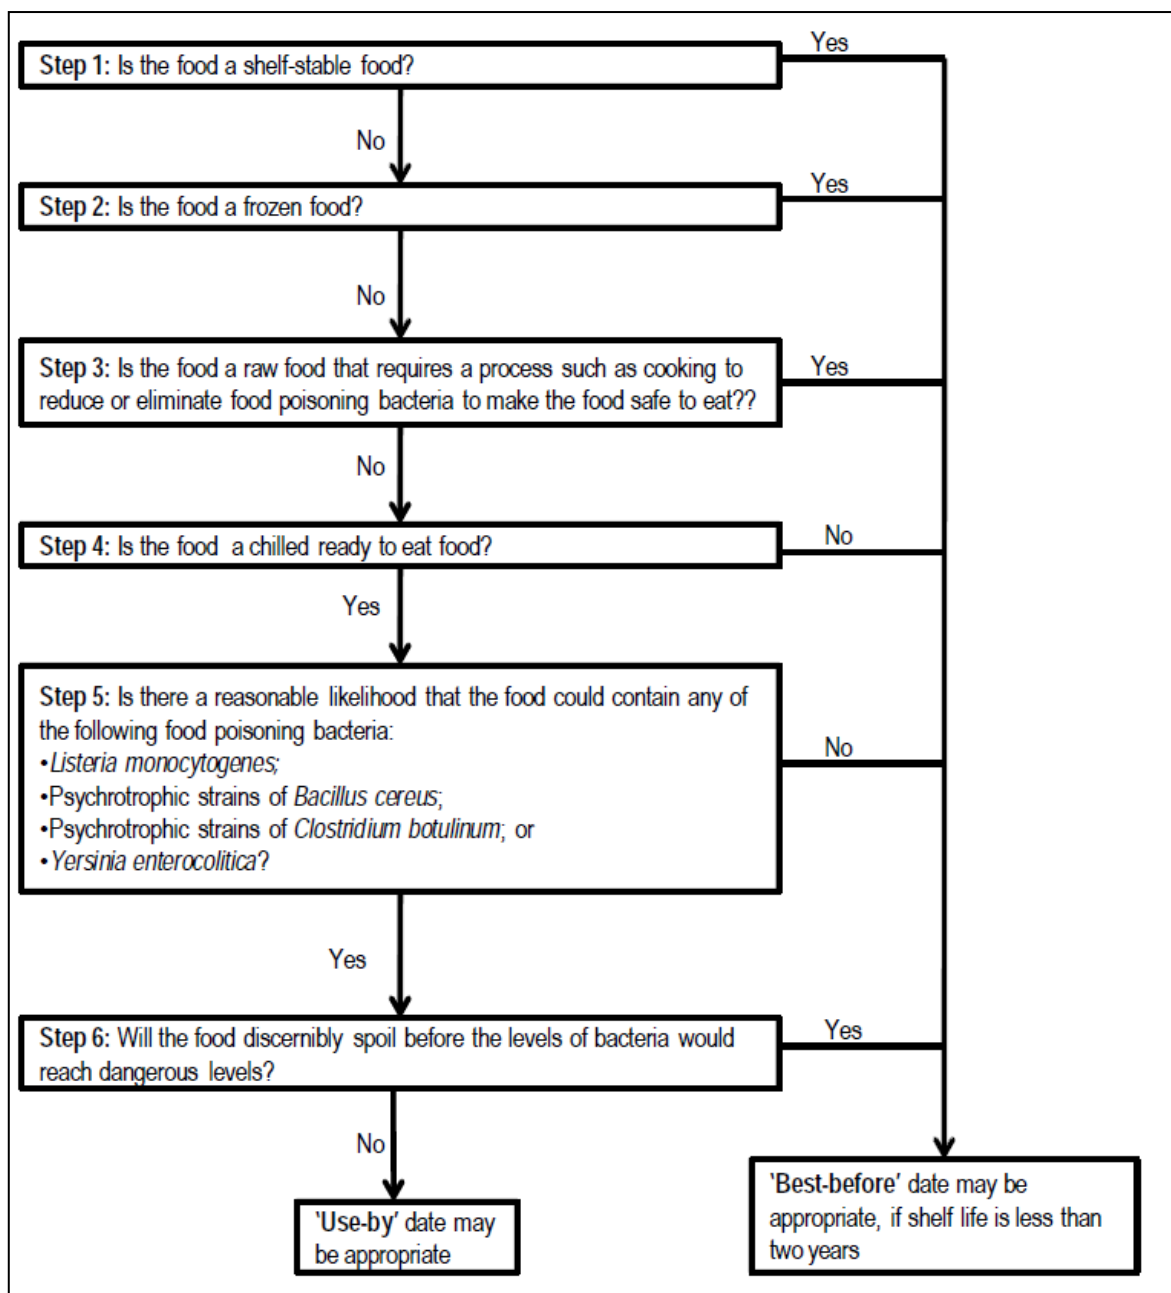 Yes
Step 1: Is the food a shelf-stable food?
No
Yes
Step 2: Is the food a frozen food?
No
Step 3: Is the food a raw food that requires a process such as cooking to
reduce or eliminate food poisoning bacteria to make the food safe to eat??
Yes
No
Step 4: Is the food a chilled ready to eat food?
No
Yes
Step 5: Is there a reasonable likelihood that the food could contain any of
the following food poisoning bacteria:
•Listeria monocytogenes;
•Psychrotrophic strains of Bacillus cereus;
•Psychrotrophic strains of Clostridium botulinum; or
•Yersinia enterocolitica?
No
Yes
Step 6: Will the food discernibly spoil before the levels of bacteria would
reach dangerous levels?
Yes
No
'Use-by' date may
be appropriate
'Best-before' date may be
appropriate, if shelf life is less than
two years